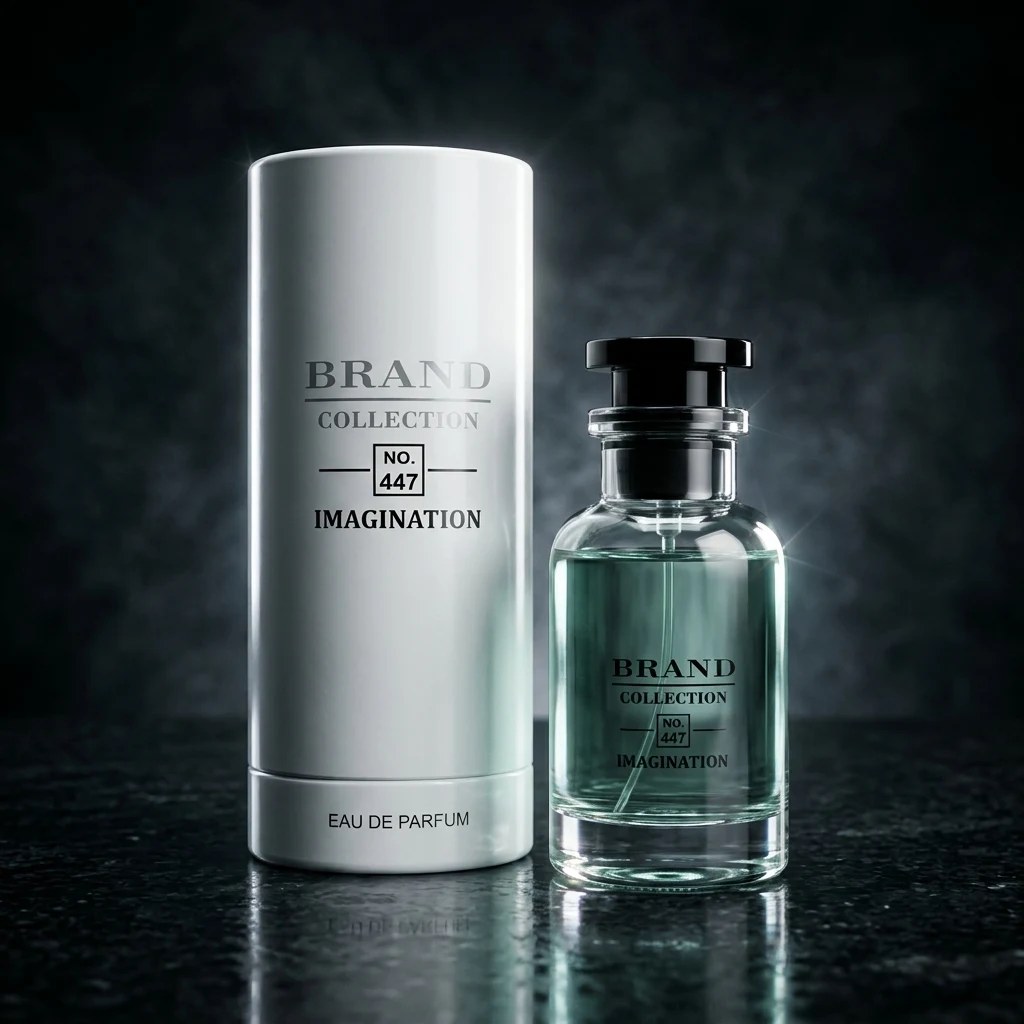 BRAND
COLLECTION
NO.
447
IMAGINATION
EAU DE PARFUM
BRAND
COLLECTION
NO.
447
IMAGINATION